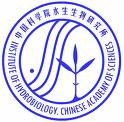 中国科学院水生生物研究所
INSTITUTE OF HYDROBIOLOGY, CHINESE ACADEMY OF SCIENCES